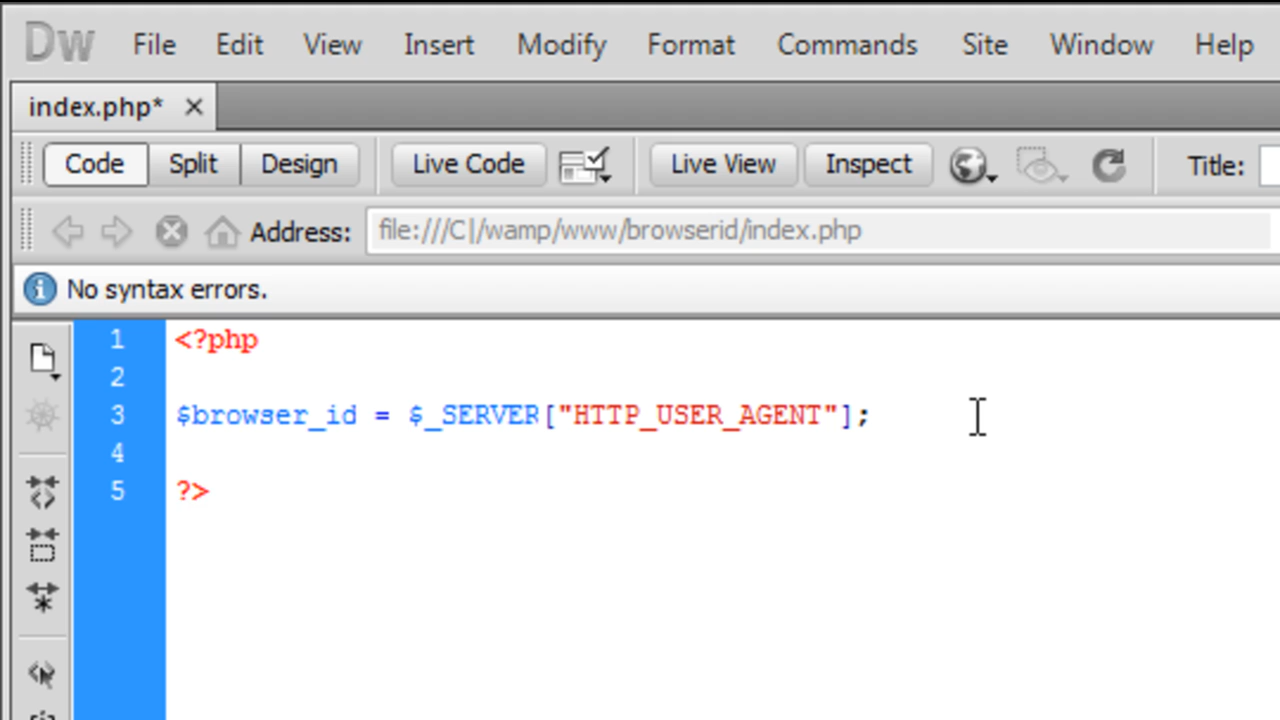 Dw File Edit View Insert Modify Format Commands Site Window Help
index.php*
Code Split Design Live Code Live View Inspect Title:
Address: file:///C|/wamp/www/browserid/index.php
No syntax errors.
1 <?php
2
3 $browser_id = $_SERVER["HTTP_USER_AGENT"];
4
5 ?>